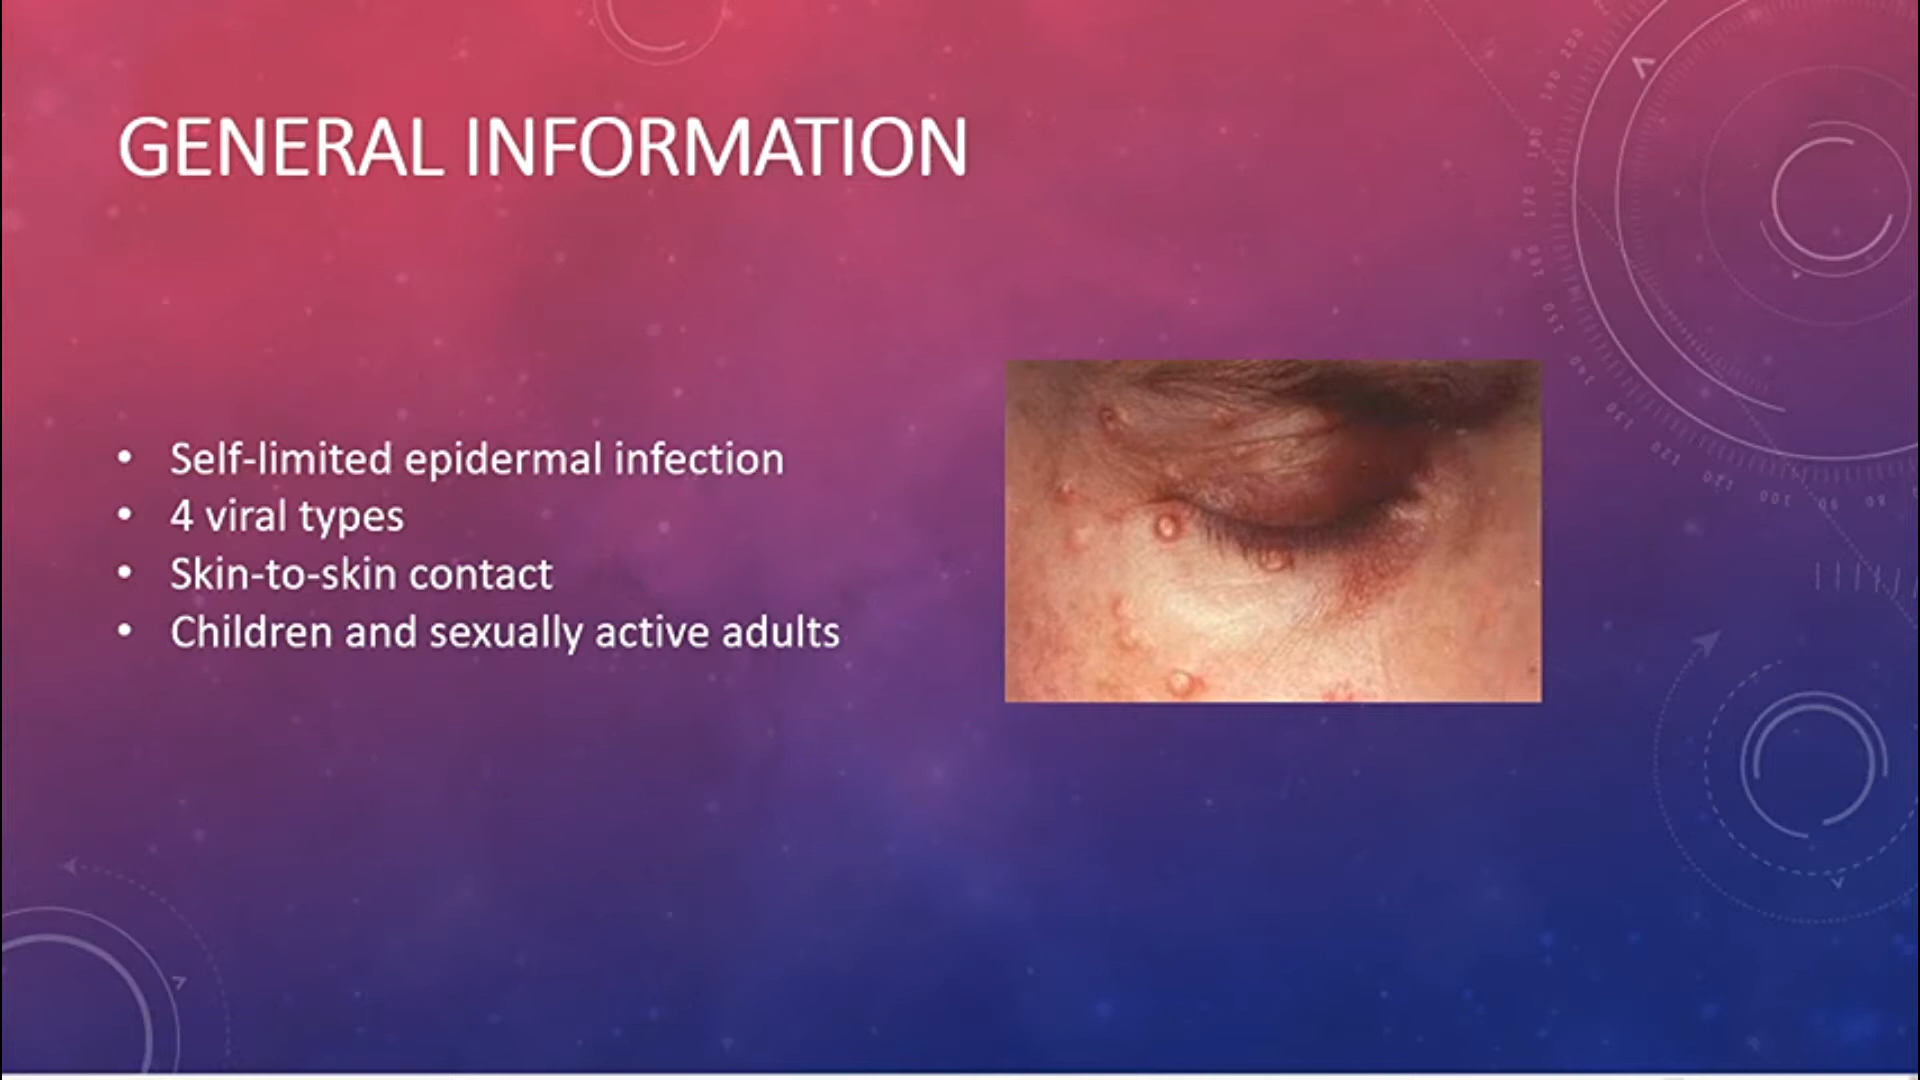 GENERAL INFORMATION
• Self-limited epidermal infection
• 4 viral types
• Skin-to-skin contact
• Children and sexually active adults